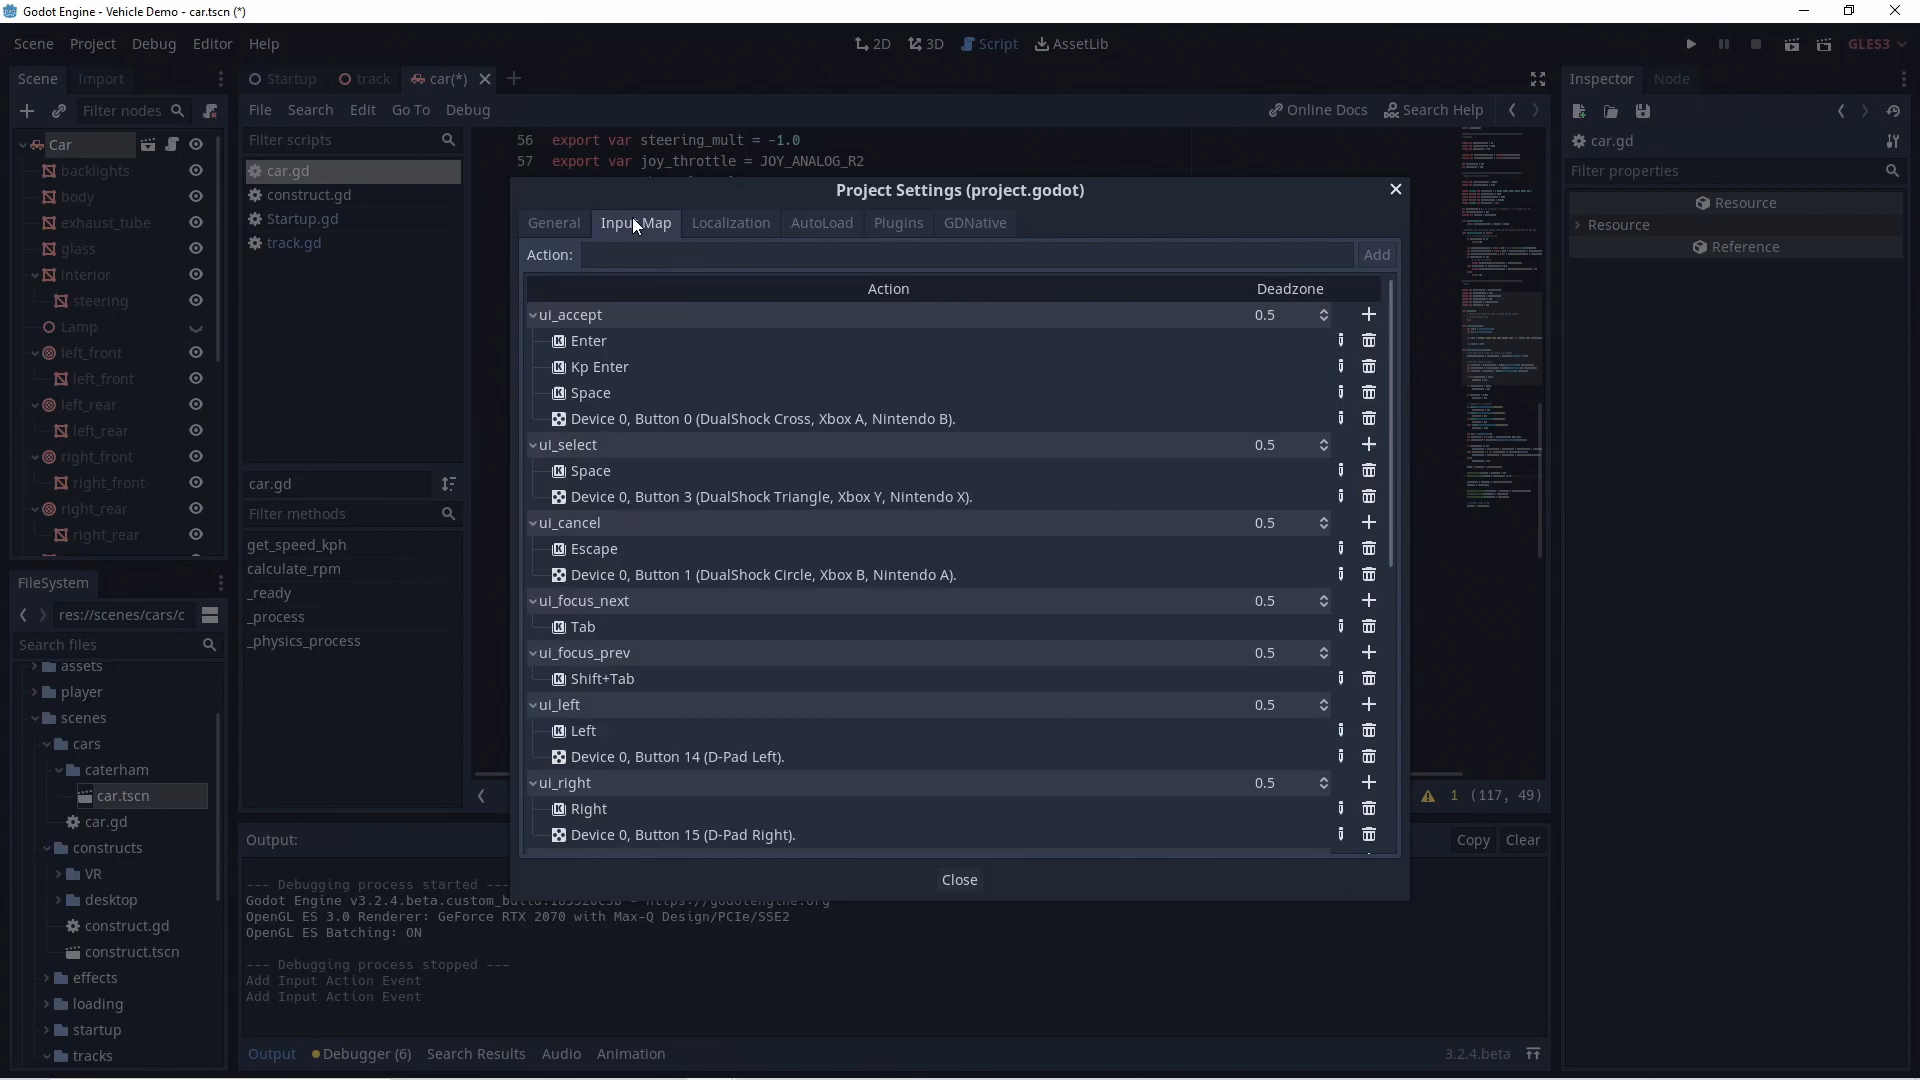 Godot Engine - Vehicle Demo - car.tscn (*)
Scene Project Debug Editor Help
2D 3D Script AssetLib
GLES3
Scene Import
Startup track car(*)
Inspector Node
Filter nodes
File Search Edit Go To Debug
Online Docs Search Help
Car
backlights
body
exhaust_tube
glass
interior
steering
Lamp
left_front
left_front
left_rear
left_rear
right_front
right_front
right_rear
right_rear
Filter scripts
car.gd
construct.gd
Startup.gd
track.gd
car.gd
Filter methods
get_speed_kph
calculate_rpm
_ready
_process
_physics_process
56 export var steering_mult = -1.0
57 export var joy_throttle = JOY_ANALOG_R2
Project Settings (project.godot)
General Input Map Localization AutoLoad Plugins GDNative
Action: Add
Action Deadzone
ui_accept 0.5
Enter
Kp Enter
Space
Device 0, Button 0 (DualShock Cross, Xbox A, Nintendo B).
ui_select 0.5
Space
Device 0, Button 3 (DualShock Triangle, Xbox Y, Nintendo X).
ui_cancel 0.5
Escape
Device 0, Button 1 (DualShock Circle, Xbox B, Nintendo A).
ui_focus_next 0.5
Tab
ui_focus_prev 0.5
Shift+Tab
ui_left 0.5
Left
Device 0, Button 14 (D-Pad Left).
ui_right 0.5
Right
Device 0, Button 15 (D-Pad Right).
Close
car.gd
Filter properties
Resource
Resource
Reference
1 (117, 49)
FileSystem
res://scenes/cars/c
Search files
assets
player
scenes
cars
caterham
car.tscn
car.gd
constructs
VR
desktop
construct.gd
construct.tscn
effects
loading
startup
tracks
Output: Copy Clear
--- Debugging process started ---
Godot Engine v3.2.4.beta.custom_build
OpenGL ES 3.0 Renderer: GeForce RTX 2070 with Max-Q Design/PCIe/SSE2
OpenGL ES Batching: ON
--- Debugging process stopped ---
Add Input Action Event
Add Input Action Event
Output Debugger (6) Search Results Audio Animation
3.2.4.beta